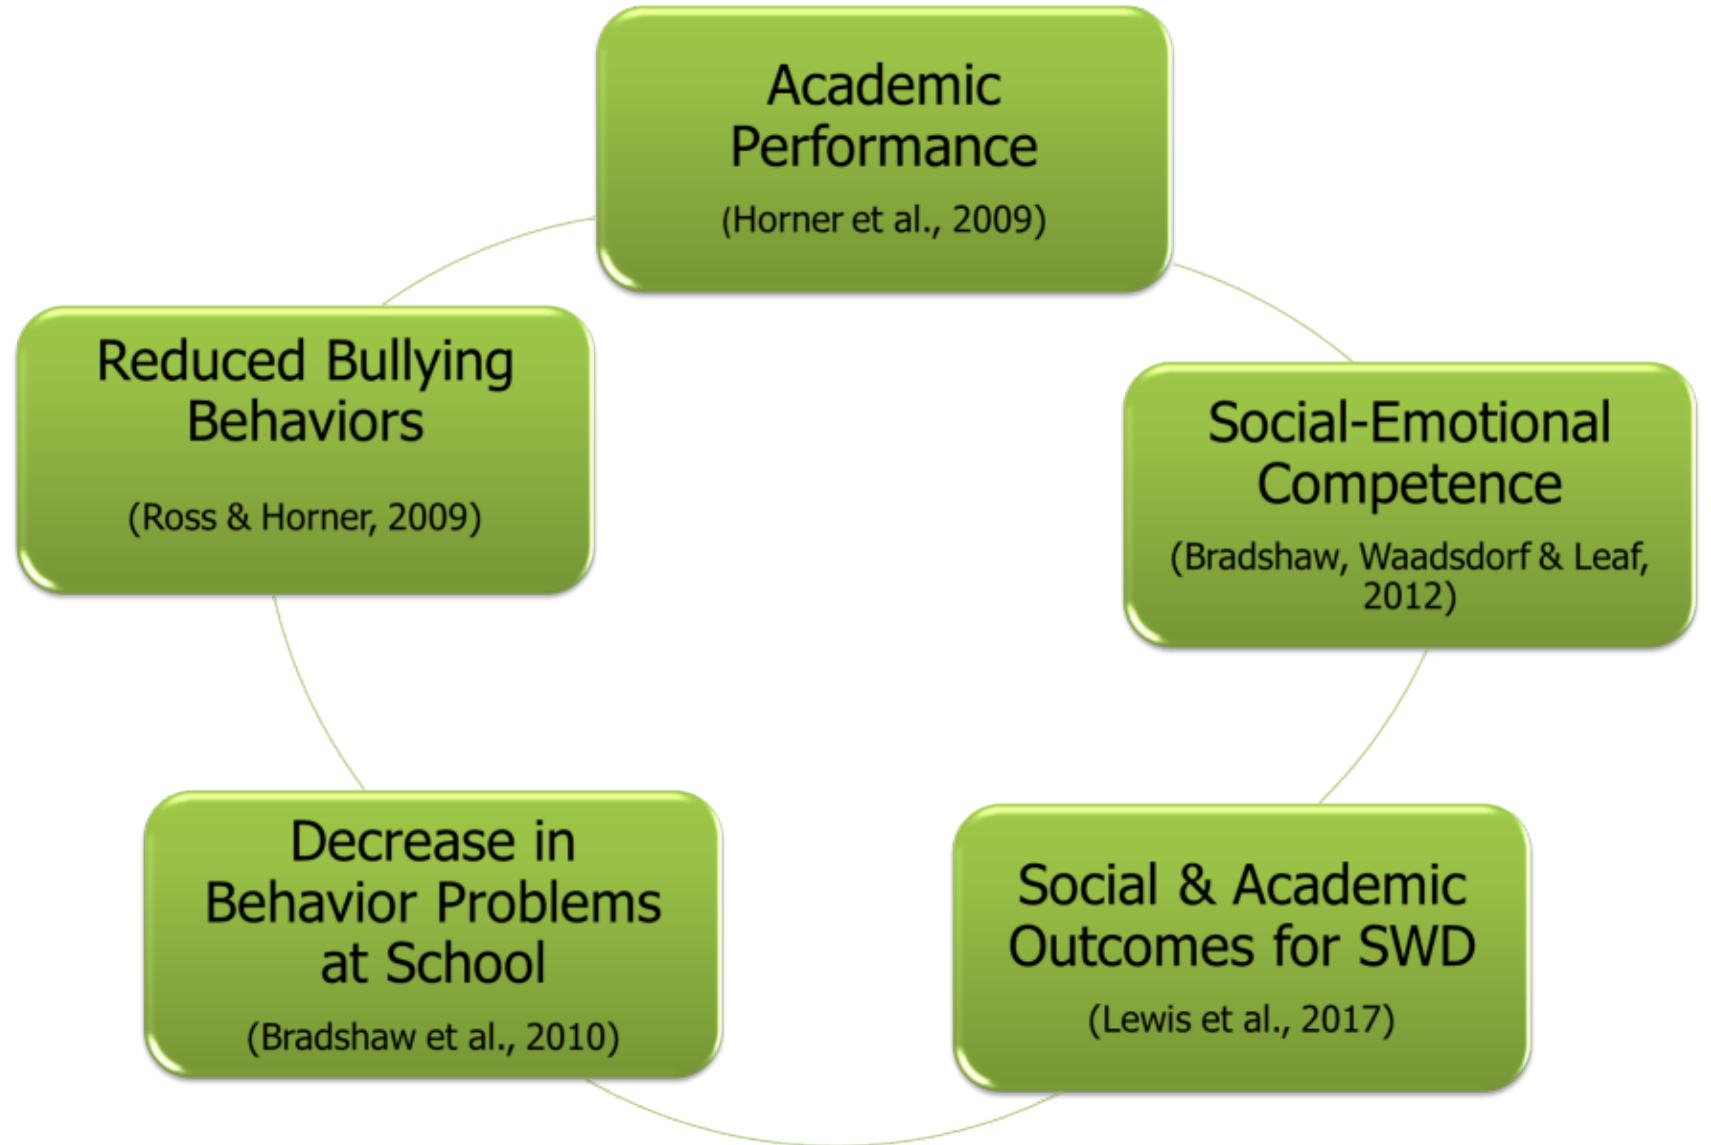 Academic
Performance
(Horner et al., 2009)
Social-Emotional
Competence
(Bradshaw, Waadsdorf & Leaf,
2012)
Social & Academic
Outcomes for SWD
(Lewis et al., 2017)
Decrease in
Behavior Problems
at School
(Bradshaw et al., 2010)
Reduced Bullying
Behaviors
(Ross & Horner, 2009)